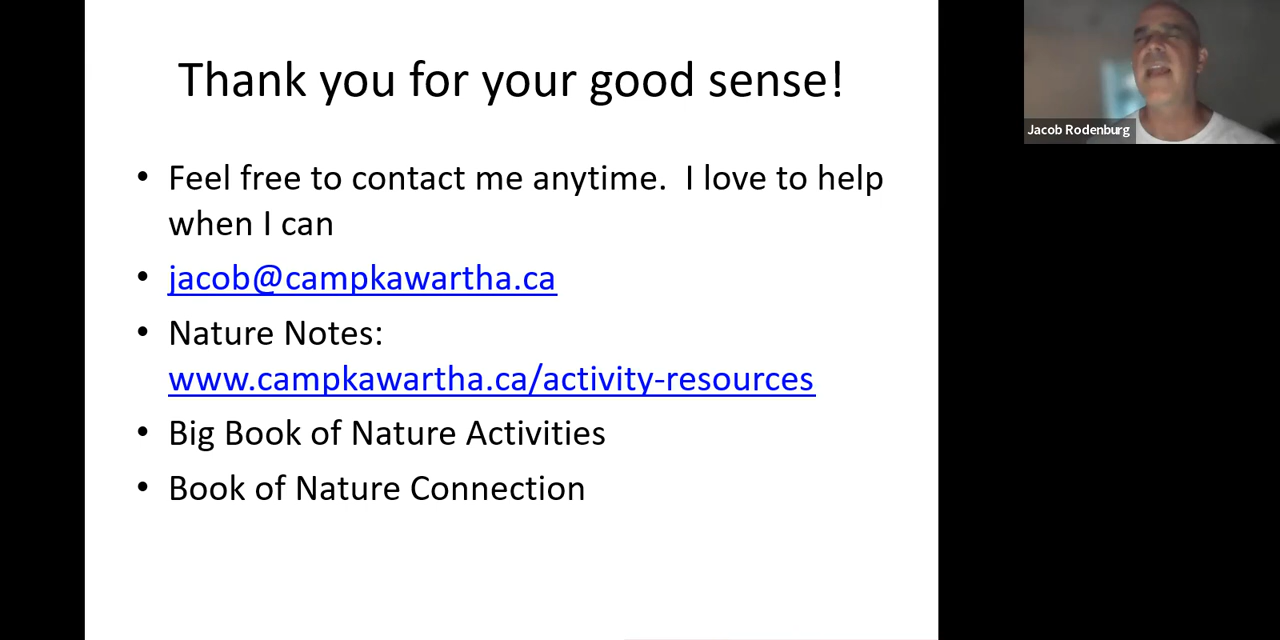 Thank you for your good sense!
• Feel free to contact me anytime.  I love to help
when I can
• jacob@campkawartha.ca
• Nature Notes:
www.campkawartha.ca/activity-resources
• Big Book of Nature Activities
• Book of Nature Connection
Jacob Rodenburg